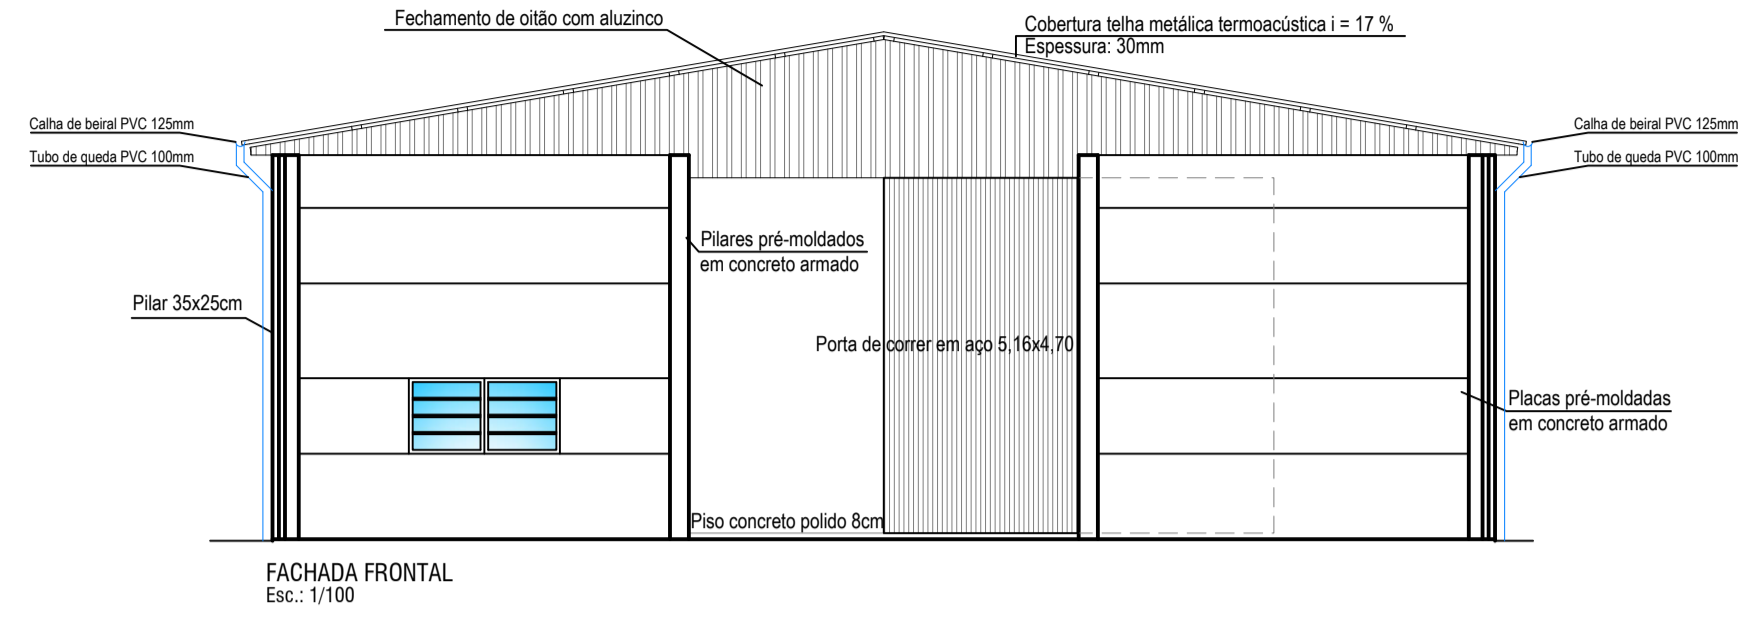 Fechamento de oitão com aluzinco
Cobertura telha metálica termoacústica i = 17 %
Espessura: 30mm
Calha de beiral PVC 125mm
Calha de beiral PVC 125mm
Tubo de queda PVC 100mm
Tubo de queda PVC 100mm
Pilares pré-moldados
em concreto armado
Pilar 35x25cm
Porta de correr em aço 5,16x4,70
Placas pré-moldadas
em concreto armado
Piso concreto polido 8cm
FACHADA FRONTAL
Esc.: 1/100